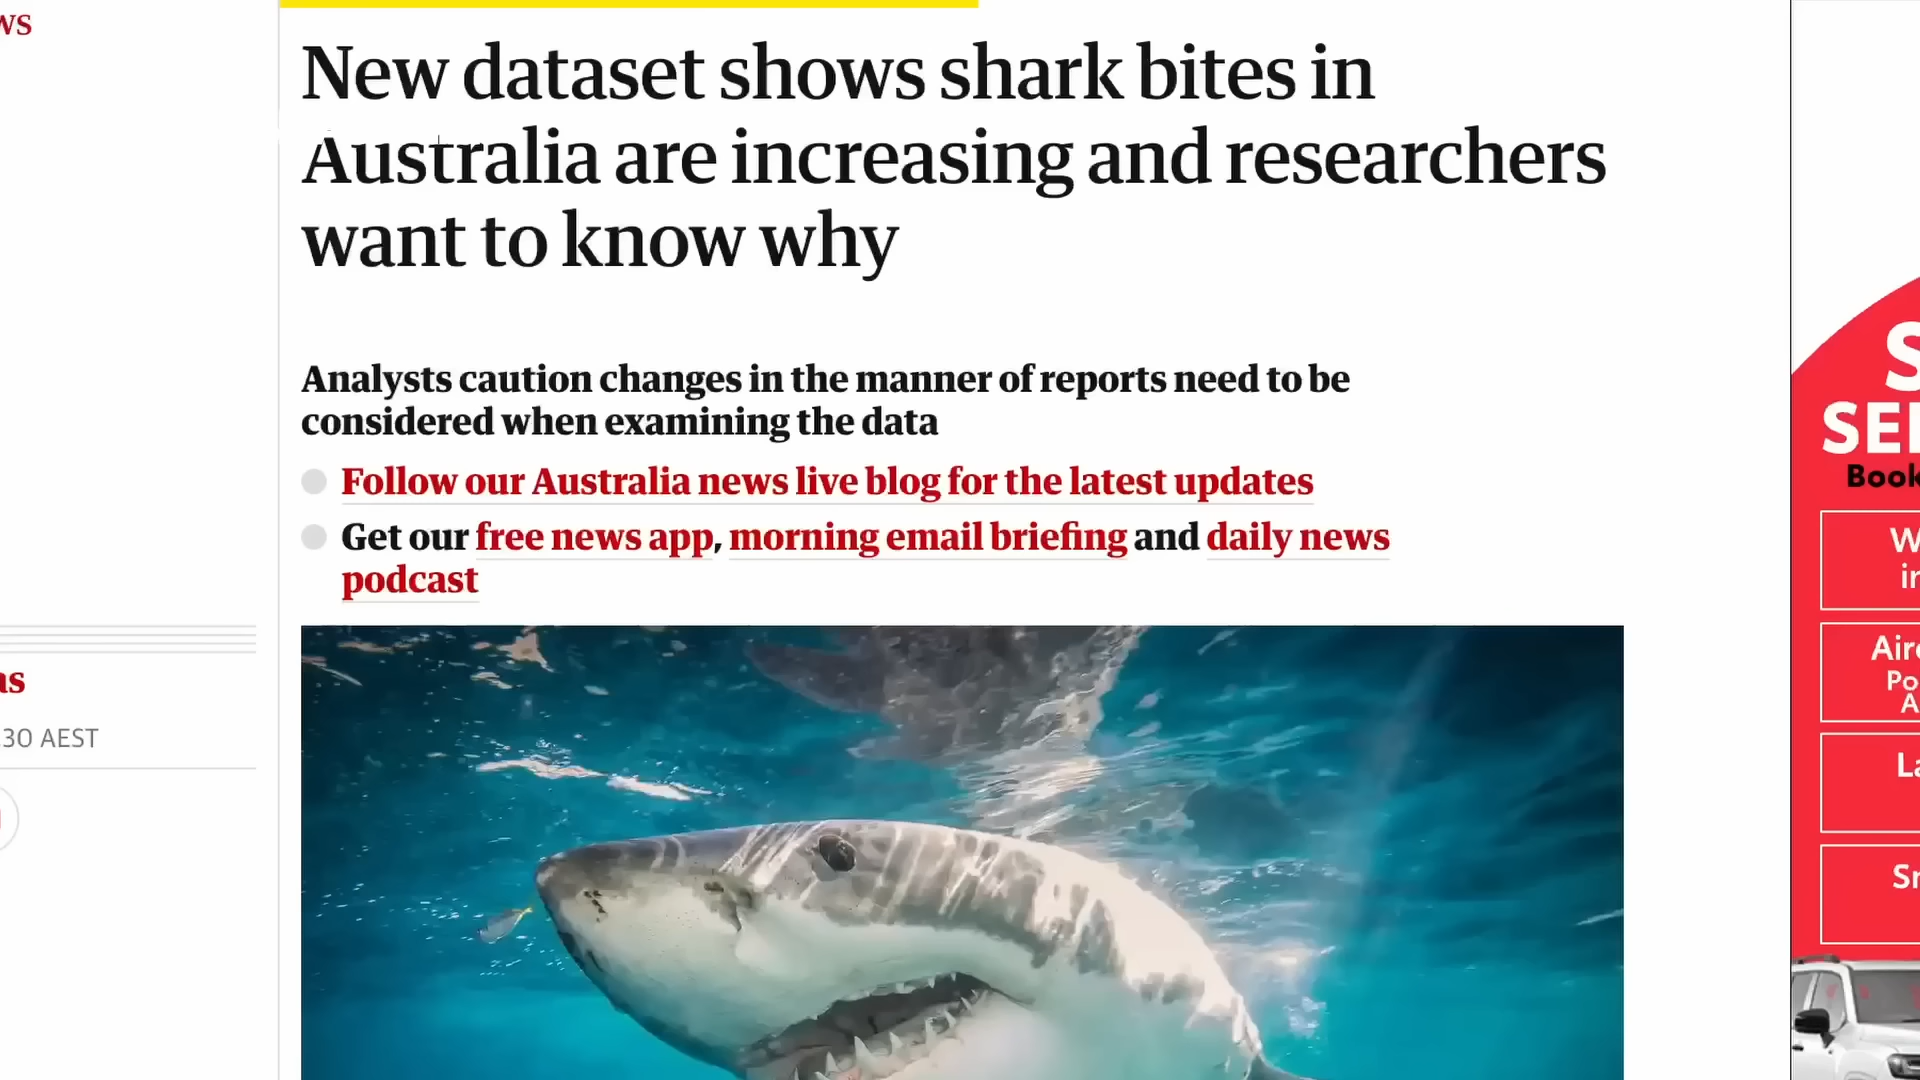 New dataset shows shark bites in
Australia are increasing and researchers
want to know why
Analysts caution changes in the manner of reports need to be
considered when examining the data
Follow our Australia news live blog for the latest updates
Get our free news app, morning email briefing and daily news
podcast
30 AEST
Book